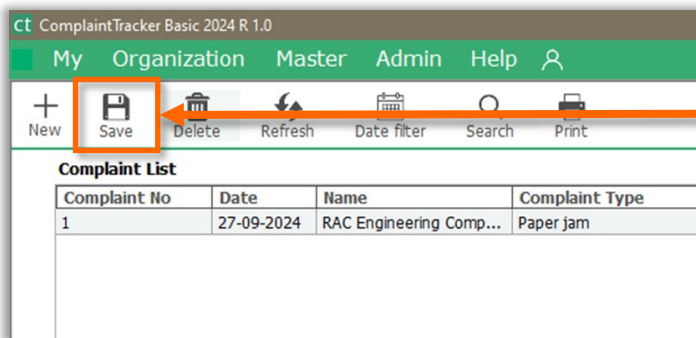 ct ComplaintTracker Basic 2024 R 1.0
My Organization Master Admin Help
New Save Delete Refresh Date filter Search Print
Complaint List
Complaint No Date Name Complaint Type
1 27-09-2024 RAC Engineering Comp... Paper jam